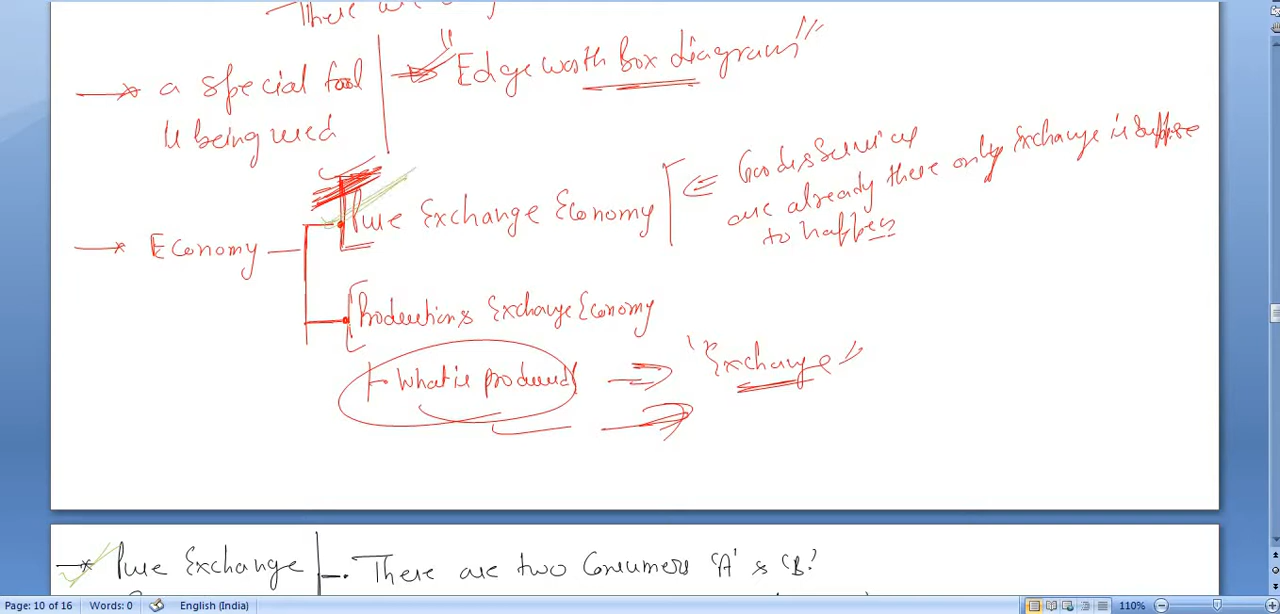 There are
→ a special tool | → "Edgeworth Box diagram"
is being used
Pure Exchange Economy ⇐ Goods & Services
are already there only Exchange is suppose
to happen
→ Economy
Production & Exchange Economy
What is produced ⇒ "Exchange"
→ Pure Exchange | -. There are two Consumers 'A' & 'B'.
Page: 10 of 16 Words: 0 English (India) 110%